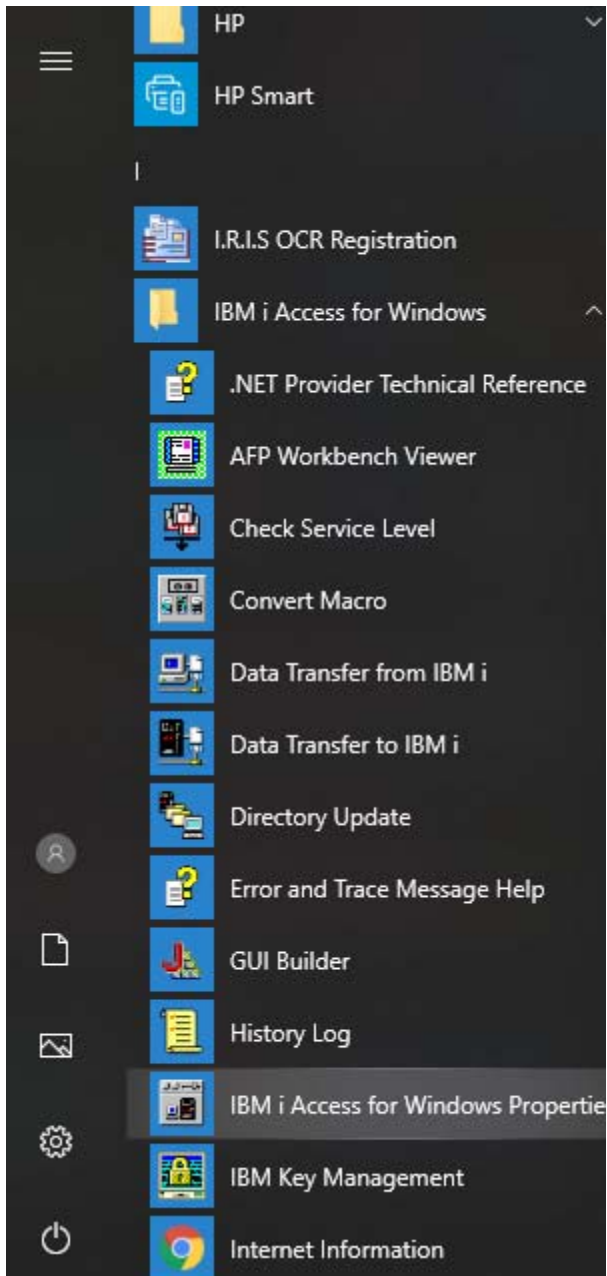 HP
HP Smart
I
I.R.I.S OCR Registration
IBM i Access for Windows
.NET Provider Technical Reference
AFP Workbench Viewer
Check Service Level
Convert Macro
Data Transfer from IBM i
Data Transfer to IBM i
Directory Update
Error and Trace Message Help
GUI Builder
History Log
IBM i Access for Windows Propertie
IBM Key Management
Internet Information